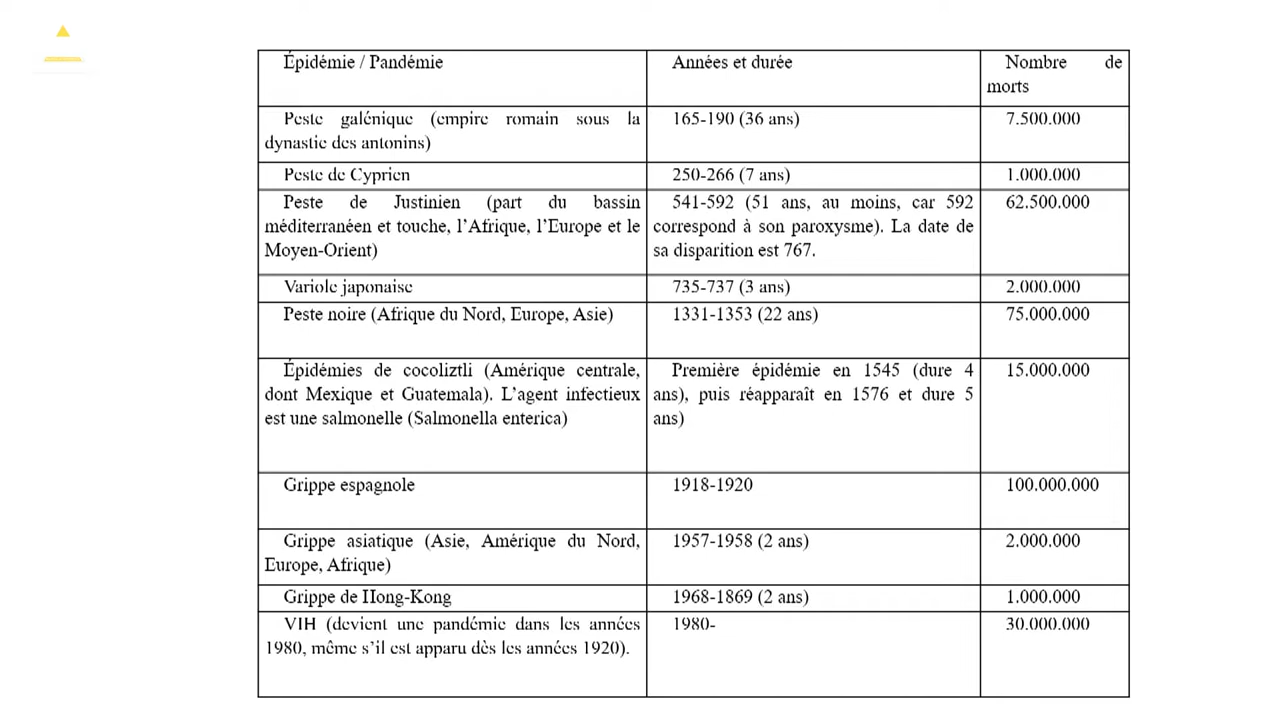 Épidémie / Pandémie
Années et durée
Nombre de
morts
Peste galénique (empire romain sous la
dynastie des antonins)
165-190 (36 ans)
7.500.000
Peste de Cyprien
250-266 (7 ans)
1.000.000
Peste de Justinien (part du bassin
méditerranéen et touche, l’Afrique, l’Europe et le
Moyen-Orient)
541-592 (51 ans, au moins, car 592
correspond à son paroxysme). La date de
sa disparition est 767.
62.500.000
Variole japonaise
735-737 (3 ans)
2.000.000
Peste noire (Afrique du Nord, Europe, Asie)
1331-1353 (22 ans)
75.000.000
Épidémies de cocoliztli (Amérique centrale,
dont Mexique et Guatemala). L’agent infectieux
est une salmonelle (Salmonella enterica)
Première épidémie en 1545 (dure 4
ans), puis réapparaît en 1576 et dure 5
ans)
15.000.000
Grippe espagnole
1918-1920
100.000.000
Grippe asiatique (Asie, Amérique du Nord,
Europe, Afrique)
1957-1958 (2 ans)
2.000.000
Grippe de Hong-Kong
1968-1869 (2 ans)
1.000.000
VIH (devient une pandémie dans les années
1980, même s’il est apparu dès les années 1920).
1980-
30.000.000